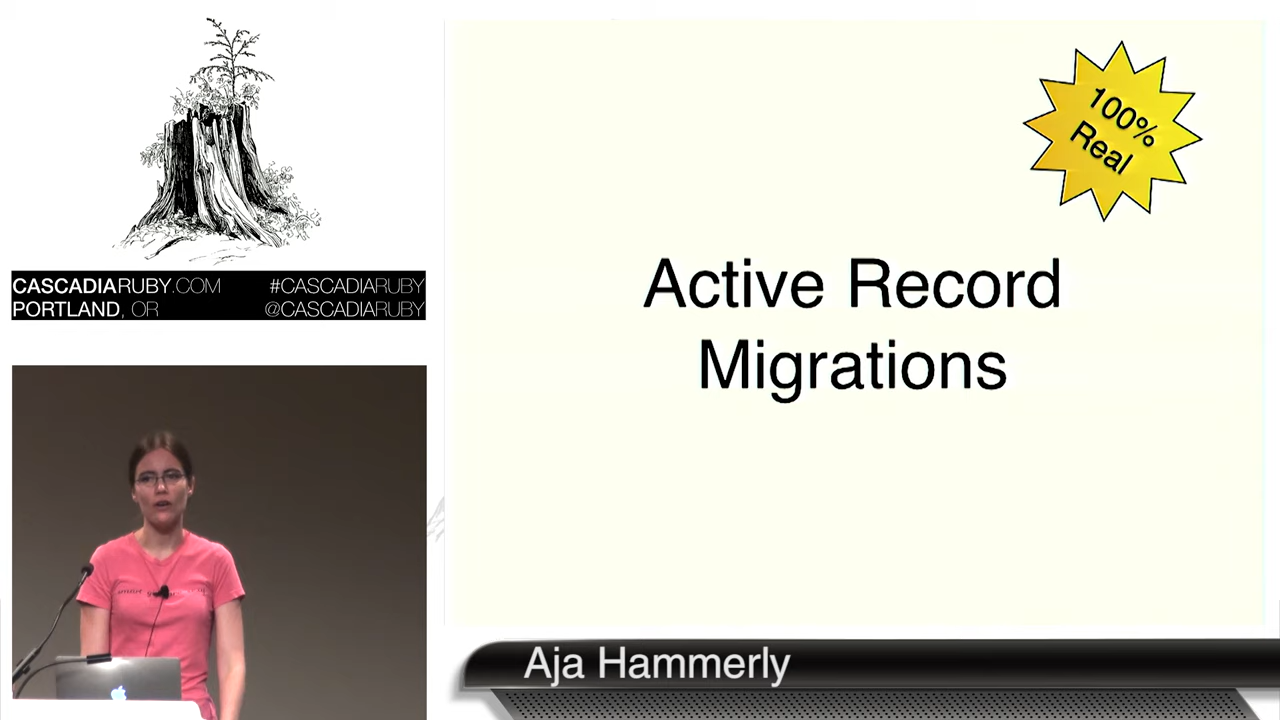 CASCADIARUBY.COM #CASCADIARUBY
PORTLAND, OR @CASCADIARUBY
100%
Real
Active Record
Migrations
Aja Hammerly